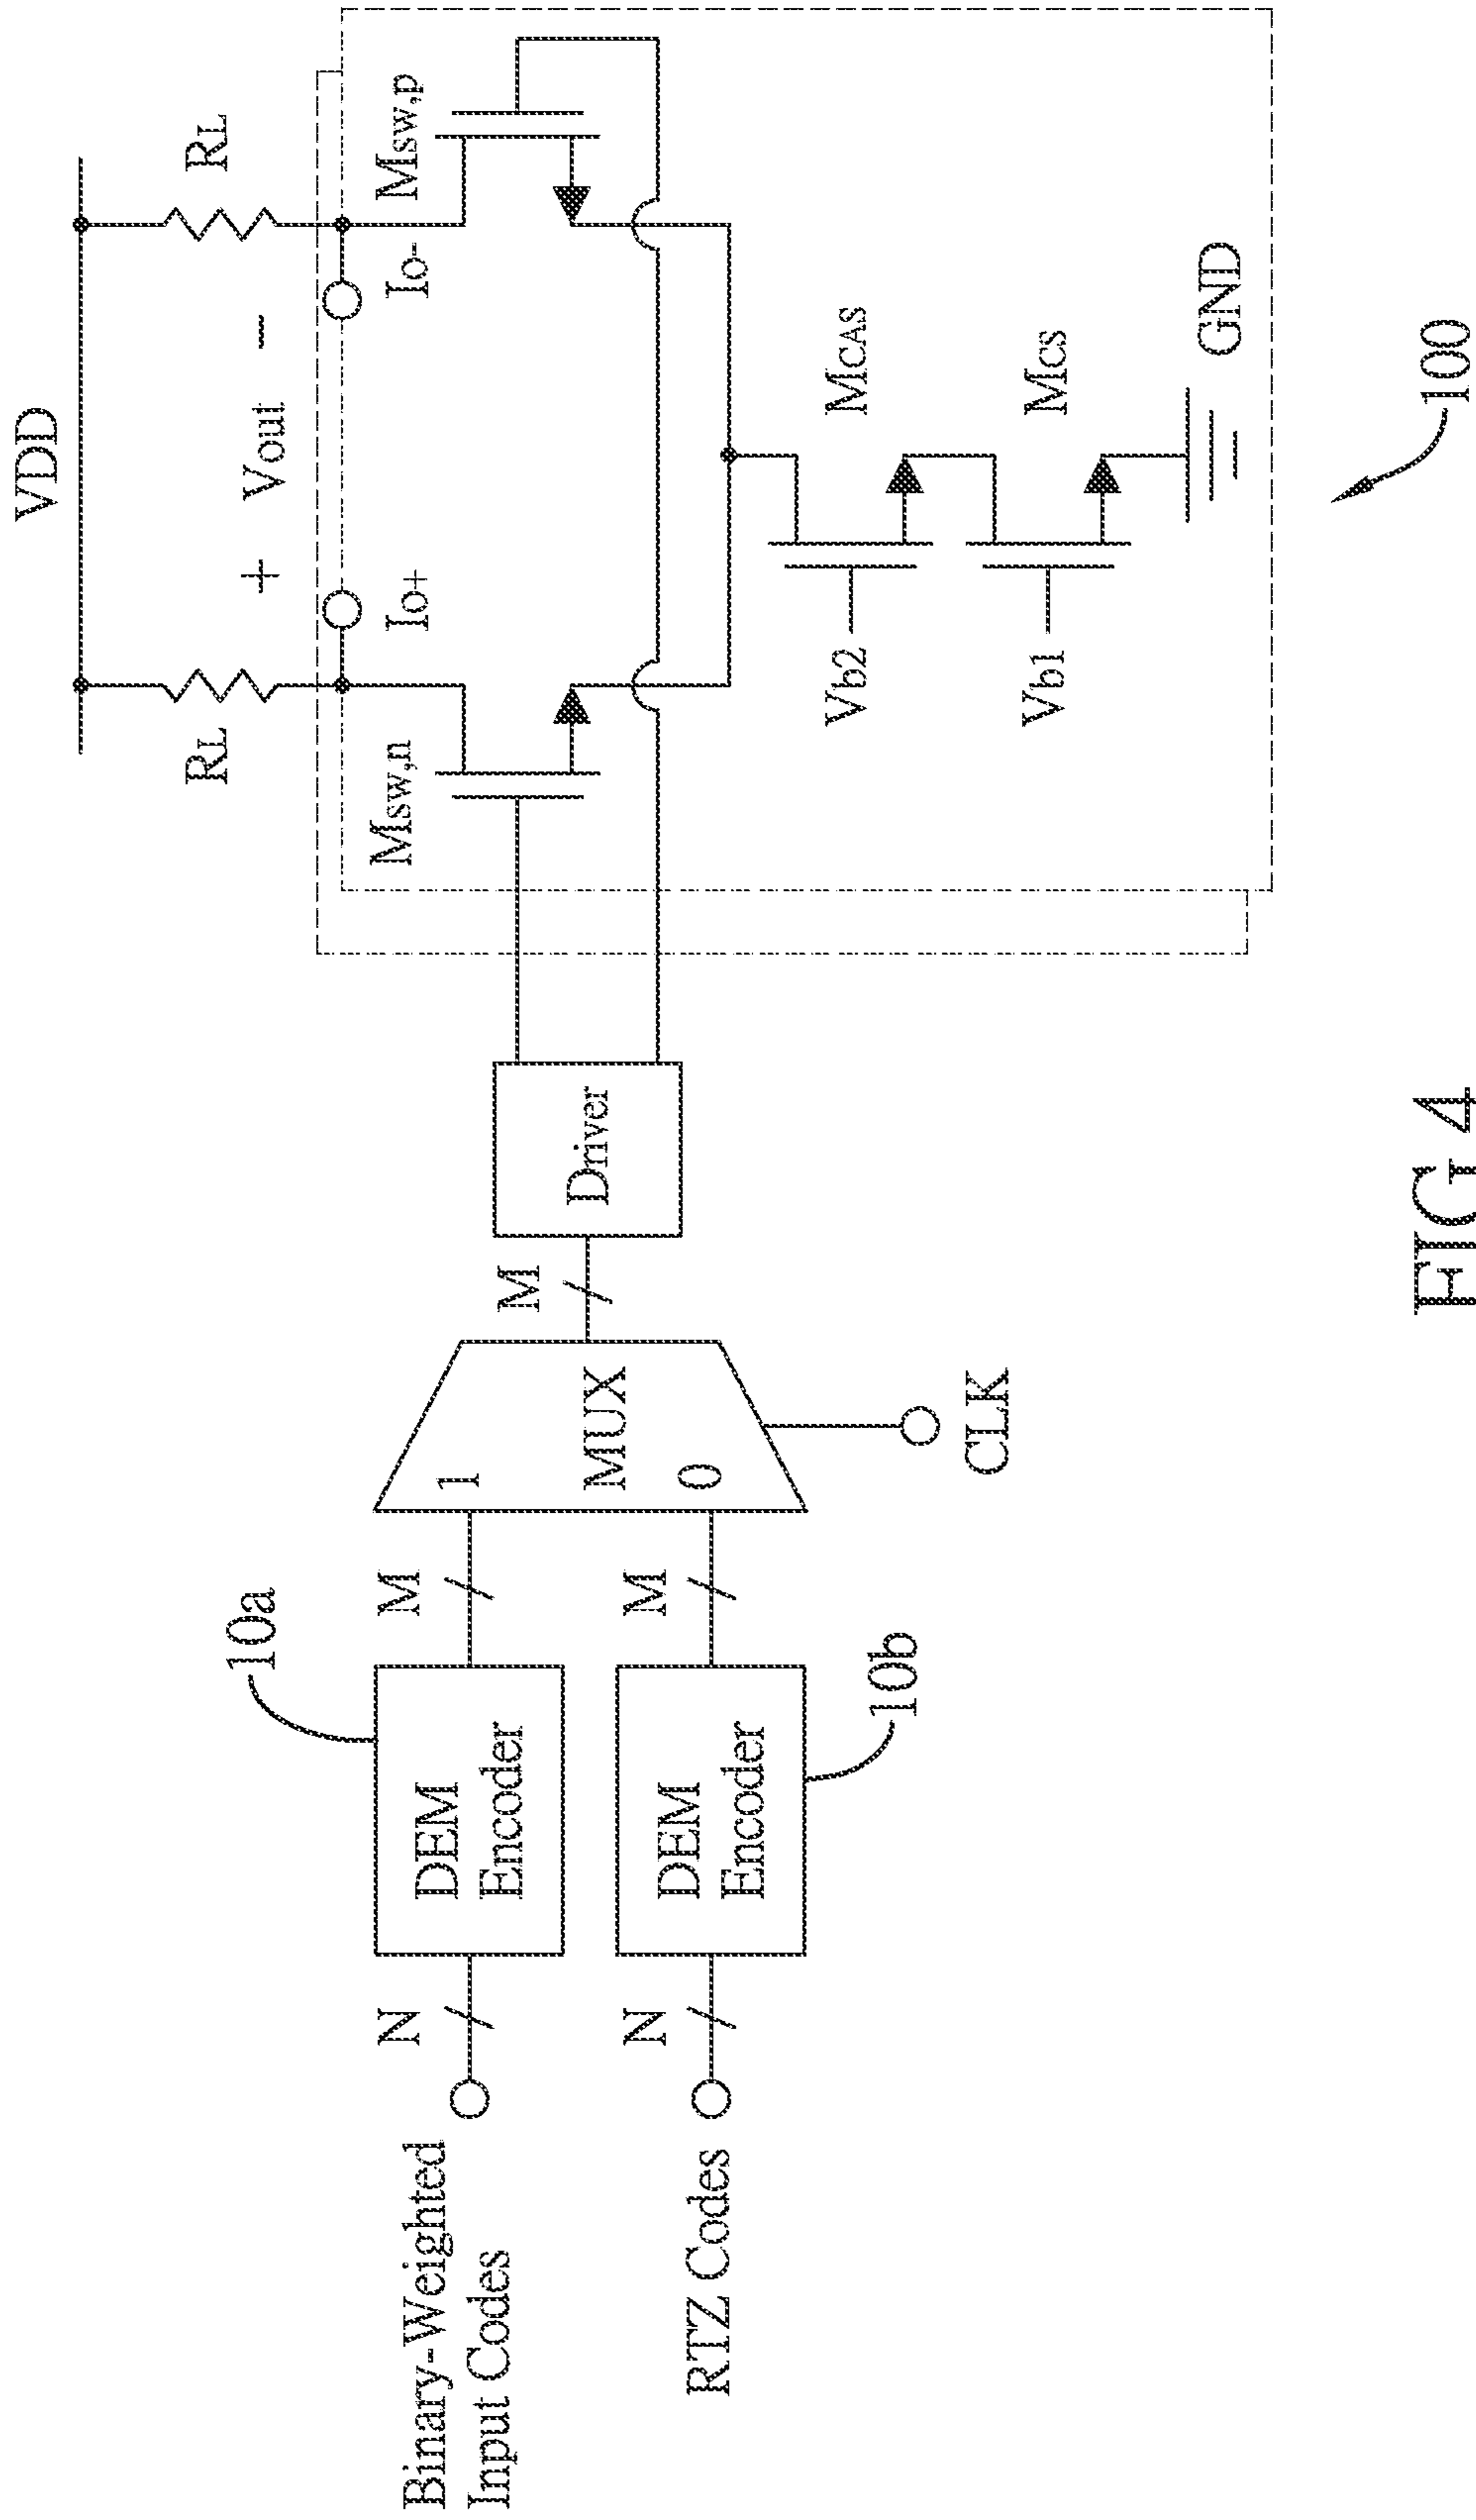 VDD
RL
RL
+ Vout −
Io+
Io-
Msw,n
Msw,p
10a
Binary-Weighted
Input Codes
N
DEM
Encoder
M
1
MUX
0
M
Driver
RTZ Codes
N
DEM
Encoder
M
10b
CLK
Vb2
MCAS
Vb1
MCS
GND
100
FIG 4